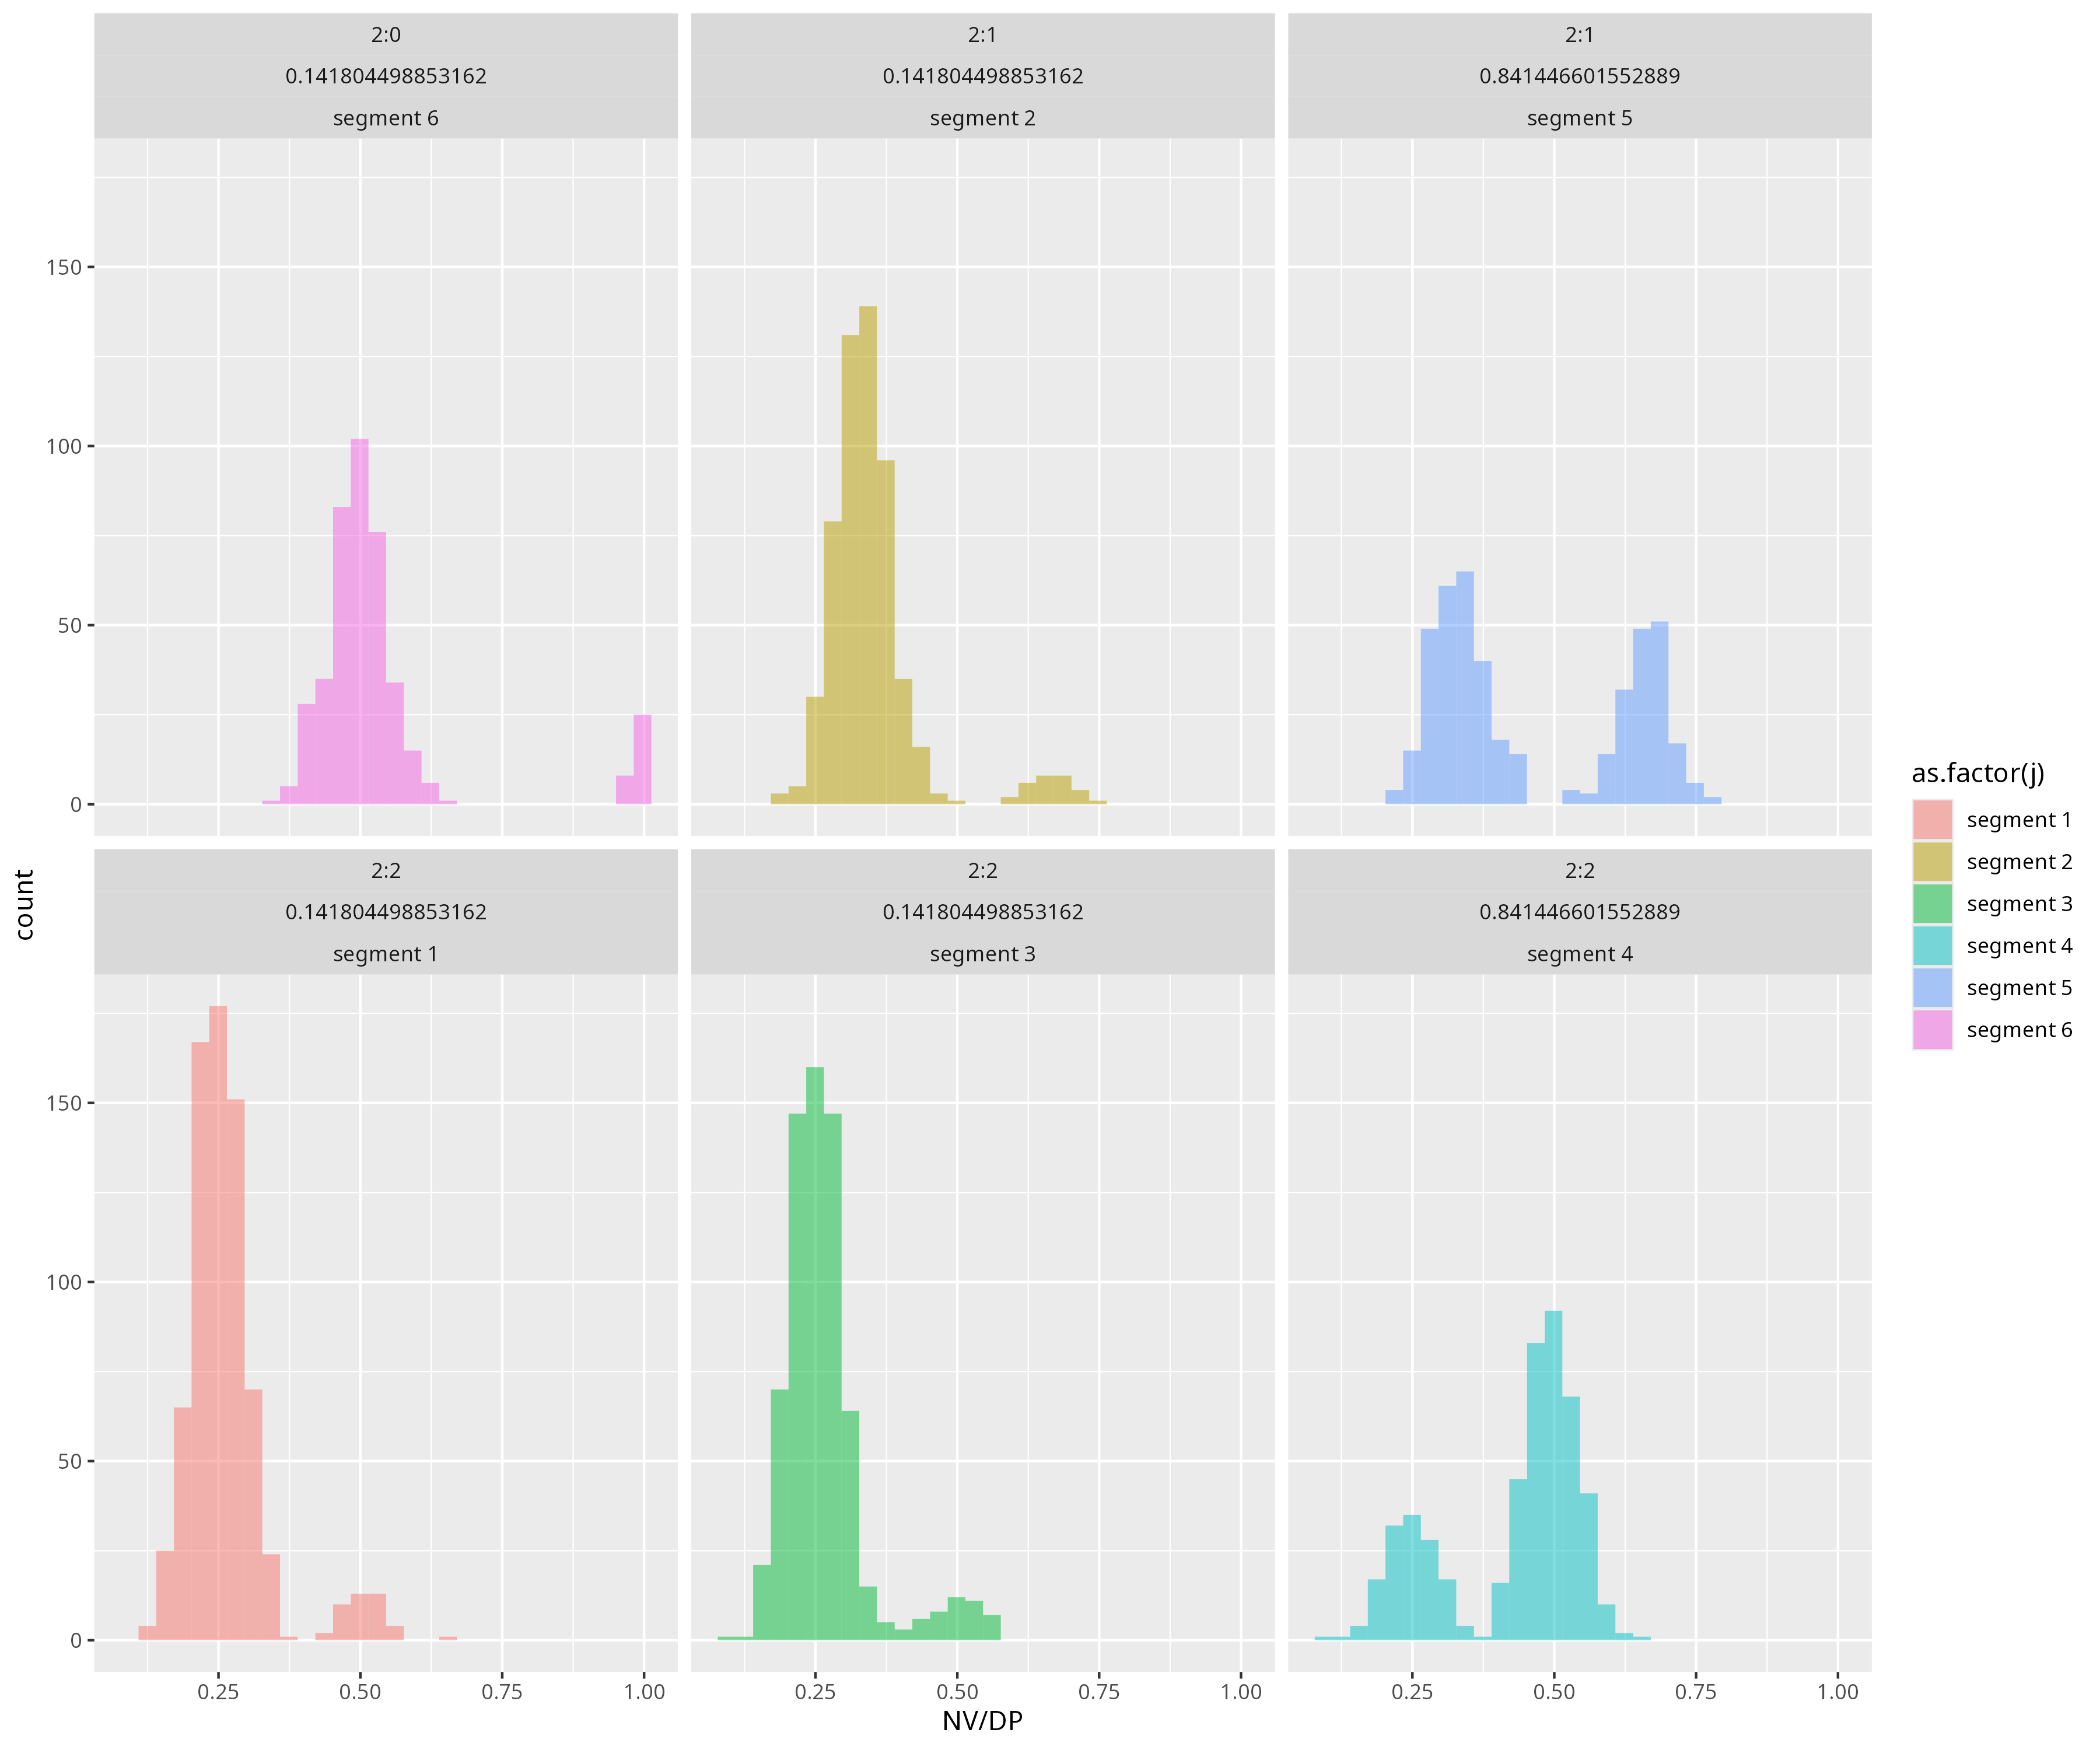 2:0
0.141804498853162
segment 6
2:1
0.141804498853162
segment 2
2:1
0.841446601552889
segment 5
150
100
50
0
2:2
0.141804498853162
segment 1
2:2
0.141804498853162
segment 3
2:2
0.841446601552889
segment 4
150
100
50
0
0.25 0.50 0.75 1.00
0.25 0.50 0.75 1.00
0.25 0.50 0.75 1.00
NV/DP
count
as.factor(j)
segment 1
segment 2
segment 3
segment 4
segment 5
segment 6